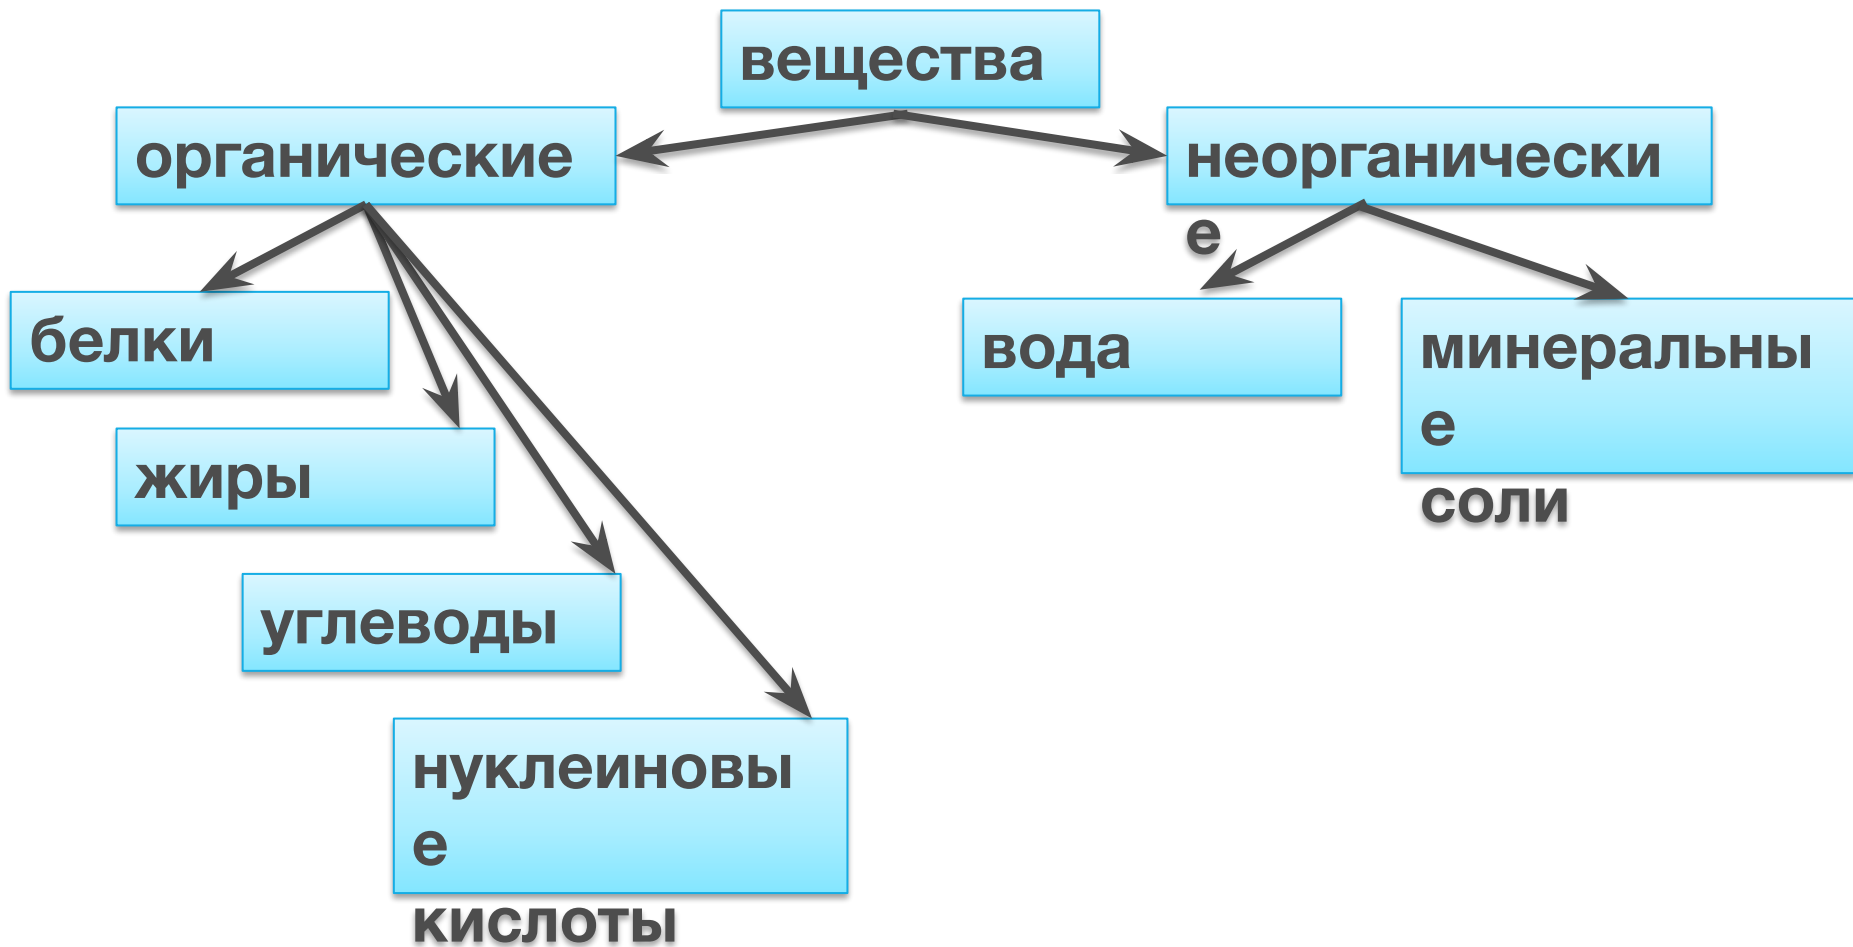 вещества
органические
неорганически
е
белки
вода
минеральны
е
соли
жиры
углеводы
нуклеиновы
е
кислоты